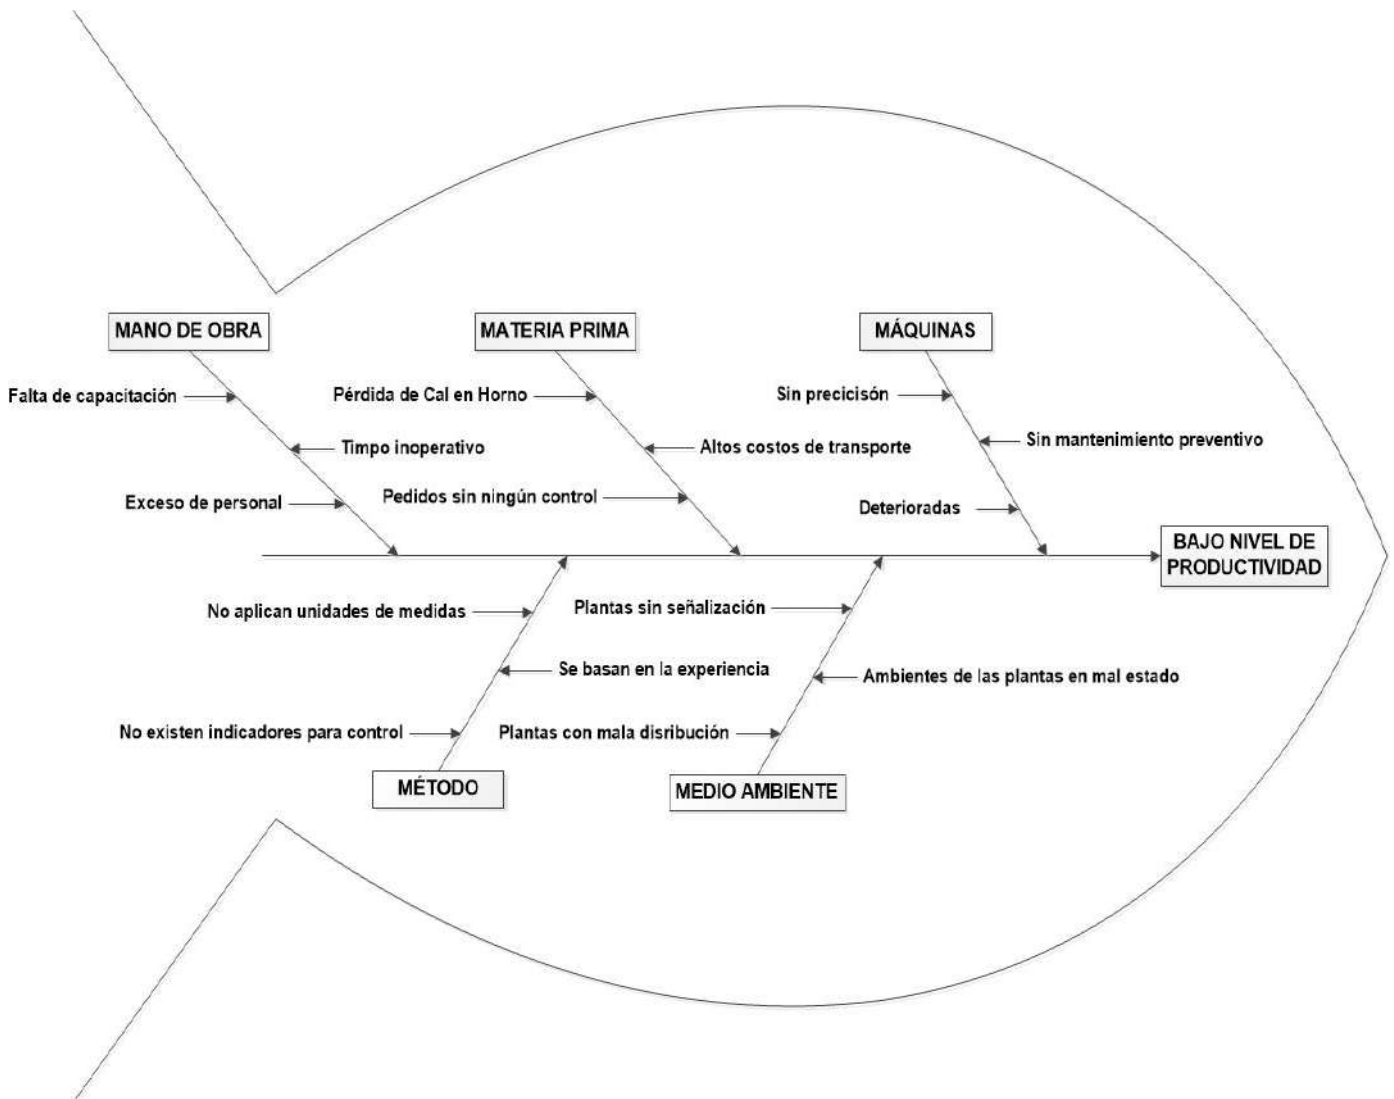 MANO DE OBRA
MATERIA PRIMA
MÁQUINAS
Falta de capacitación
Pérdida de Cal en Horno
Sin precicisón
Timpo inoperativo
Altos costos de transporte
Sin mantenimiento preventivo
Exceso de personal
Pedidos sin ningún control
Deterioradas
BAJO NIVEL DE
PRODUCTIVIDAD
No aplican unidades de medidas
Plantas sin señalización
Se basan en la experiencia
Ambientes de las plantas en mal estado
No existen indicadores para control
Plantas con mala disribución
MÉTODO
MEDIO AMBIENTE